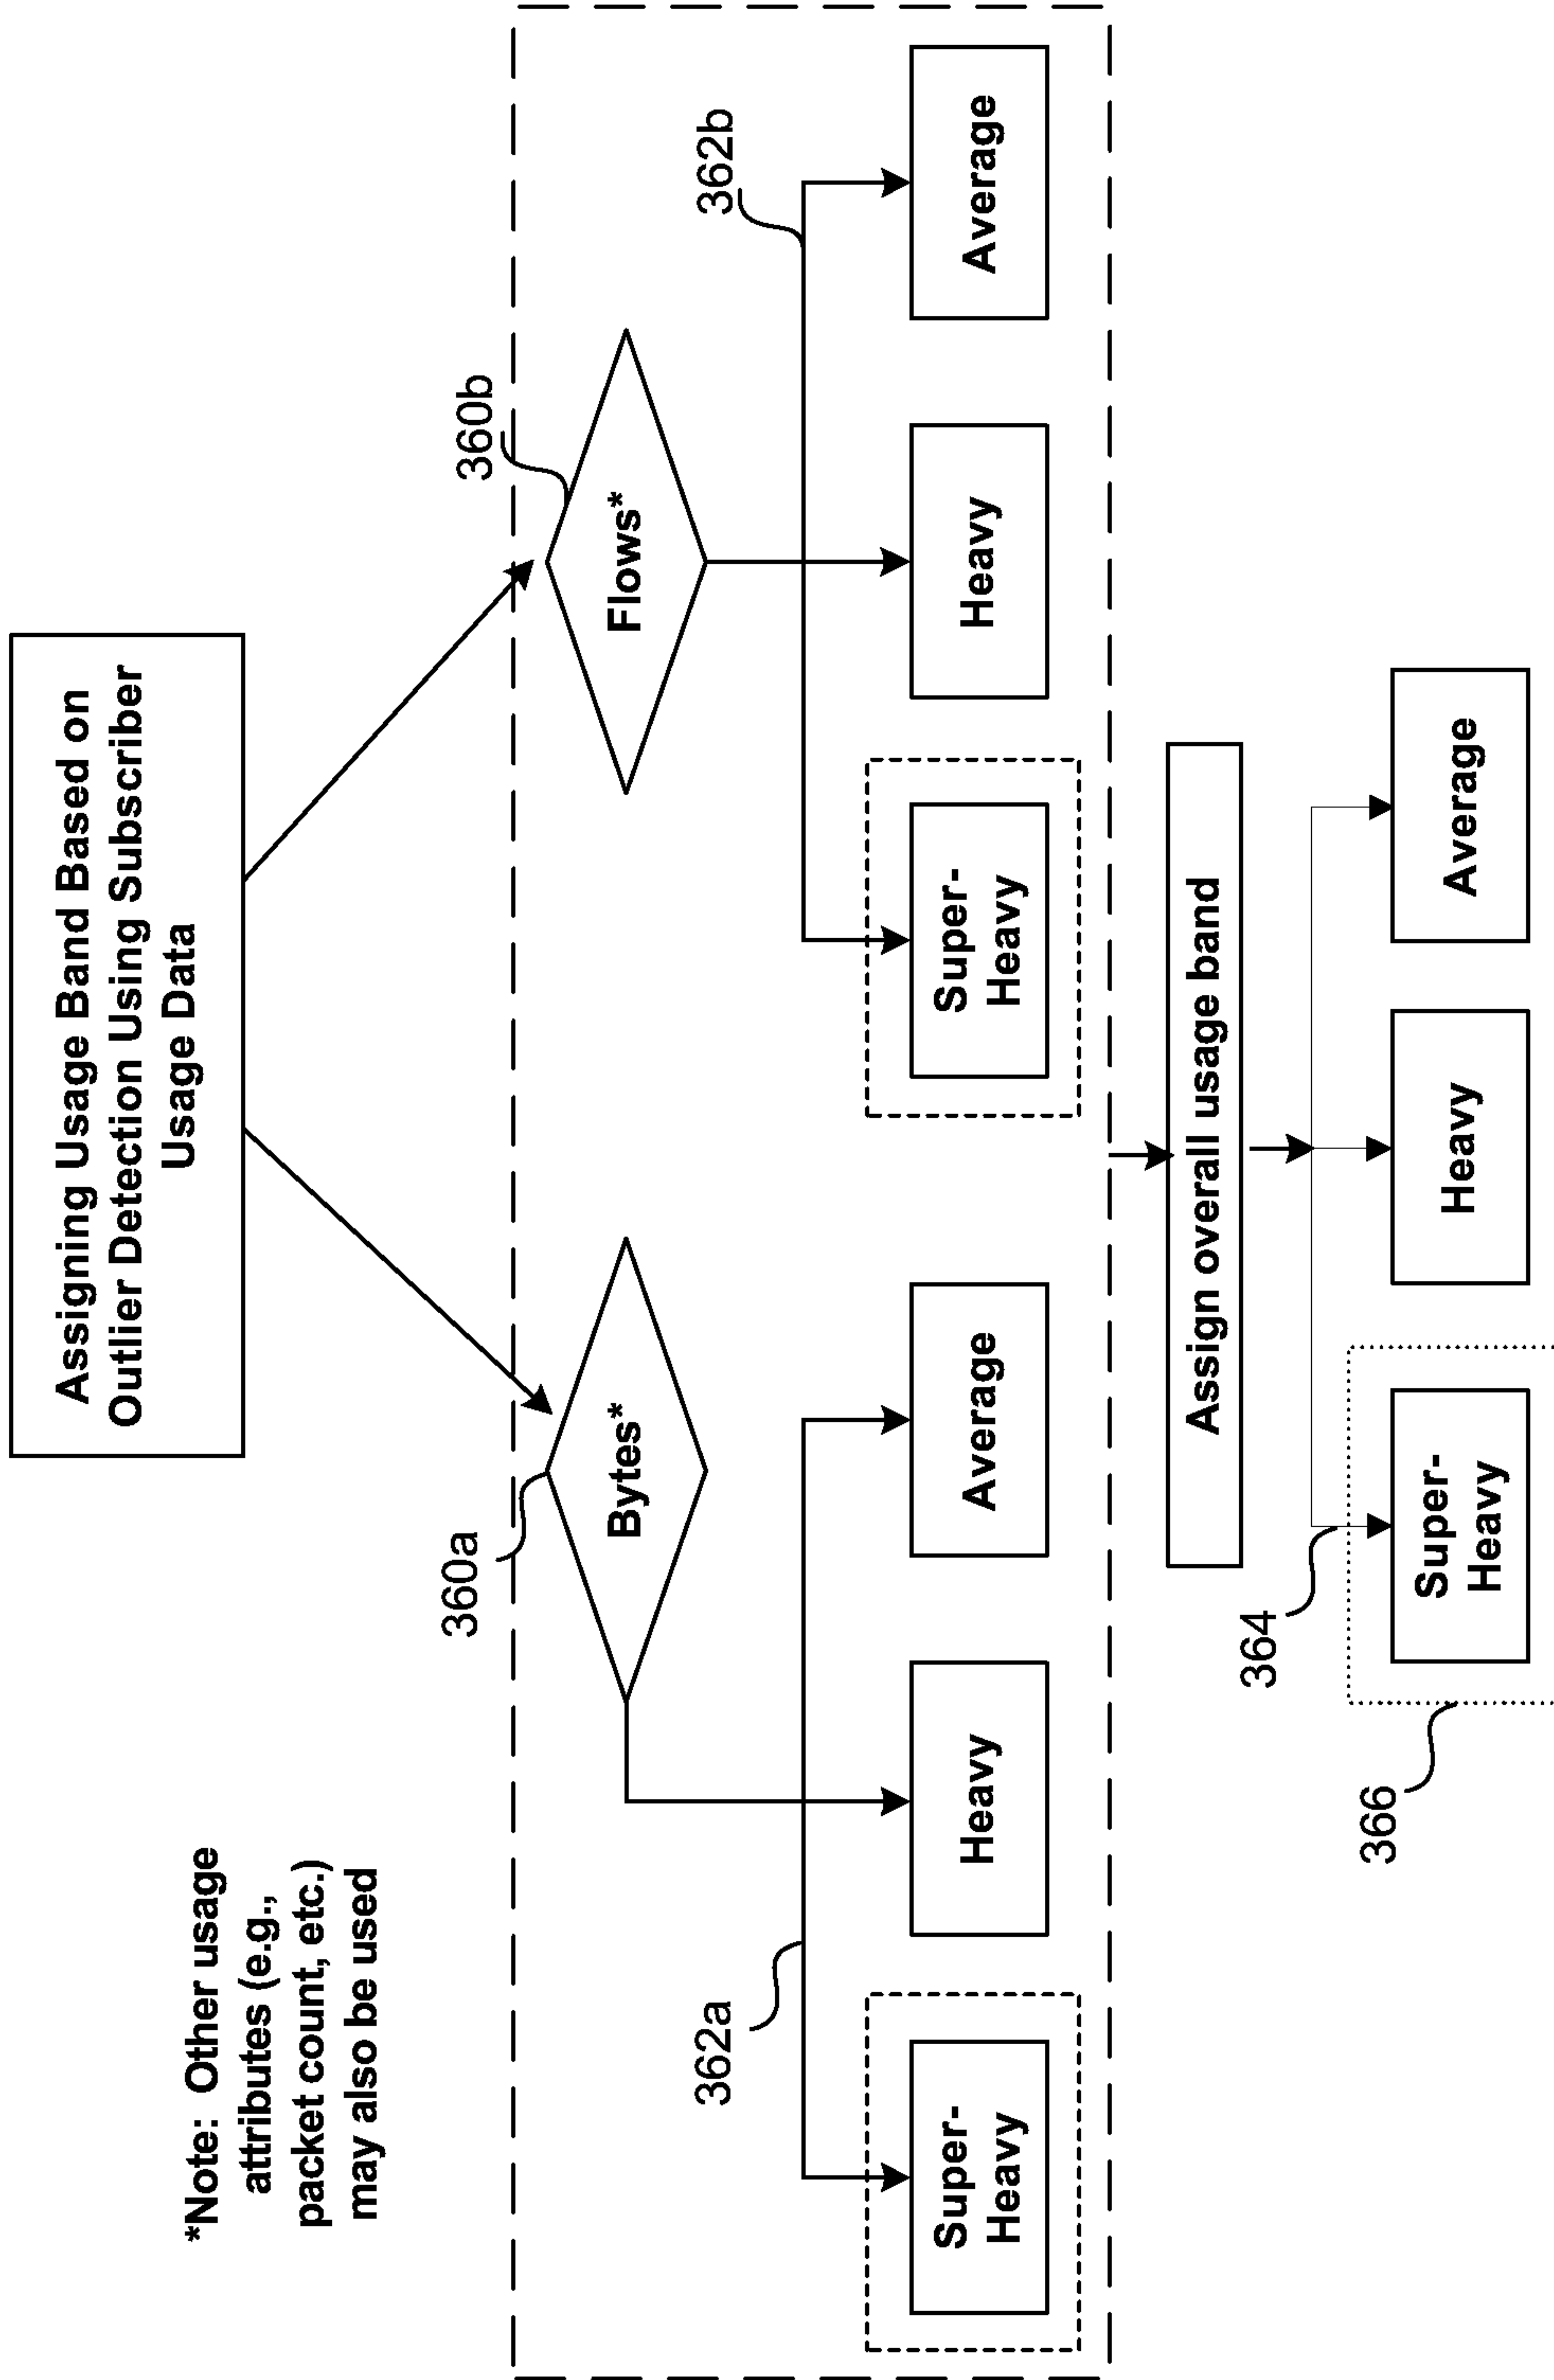 Assigning Usage Band Based on
Outlier Detection Using Subscriber
Usage Data
*Note: Other usage
attributes (e.g.,
packet count, etc.)
may also be used
360a
360b
Bytes*
Flows*
362a
362b
Super-
Heavy
Heavy
Average
Super-
Heavy
Heavy
Average
Assign overall usage band
364
366
Super-
Heavy
Heavy
Average